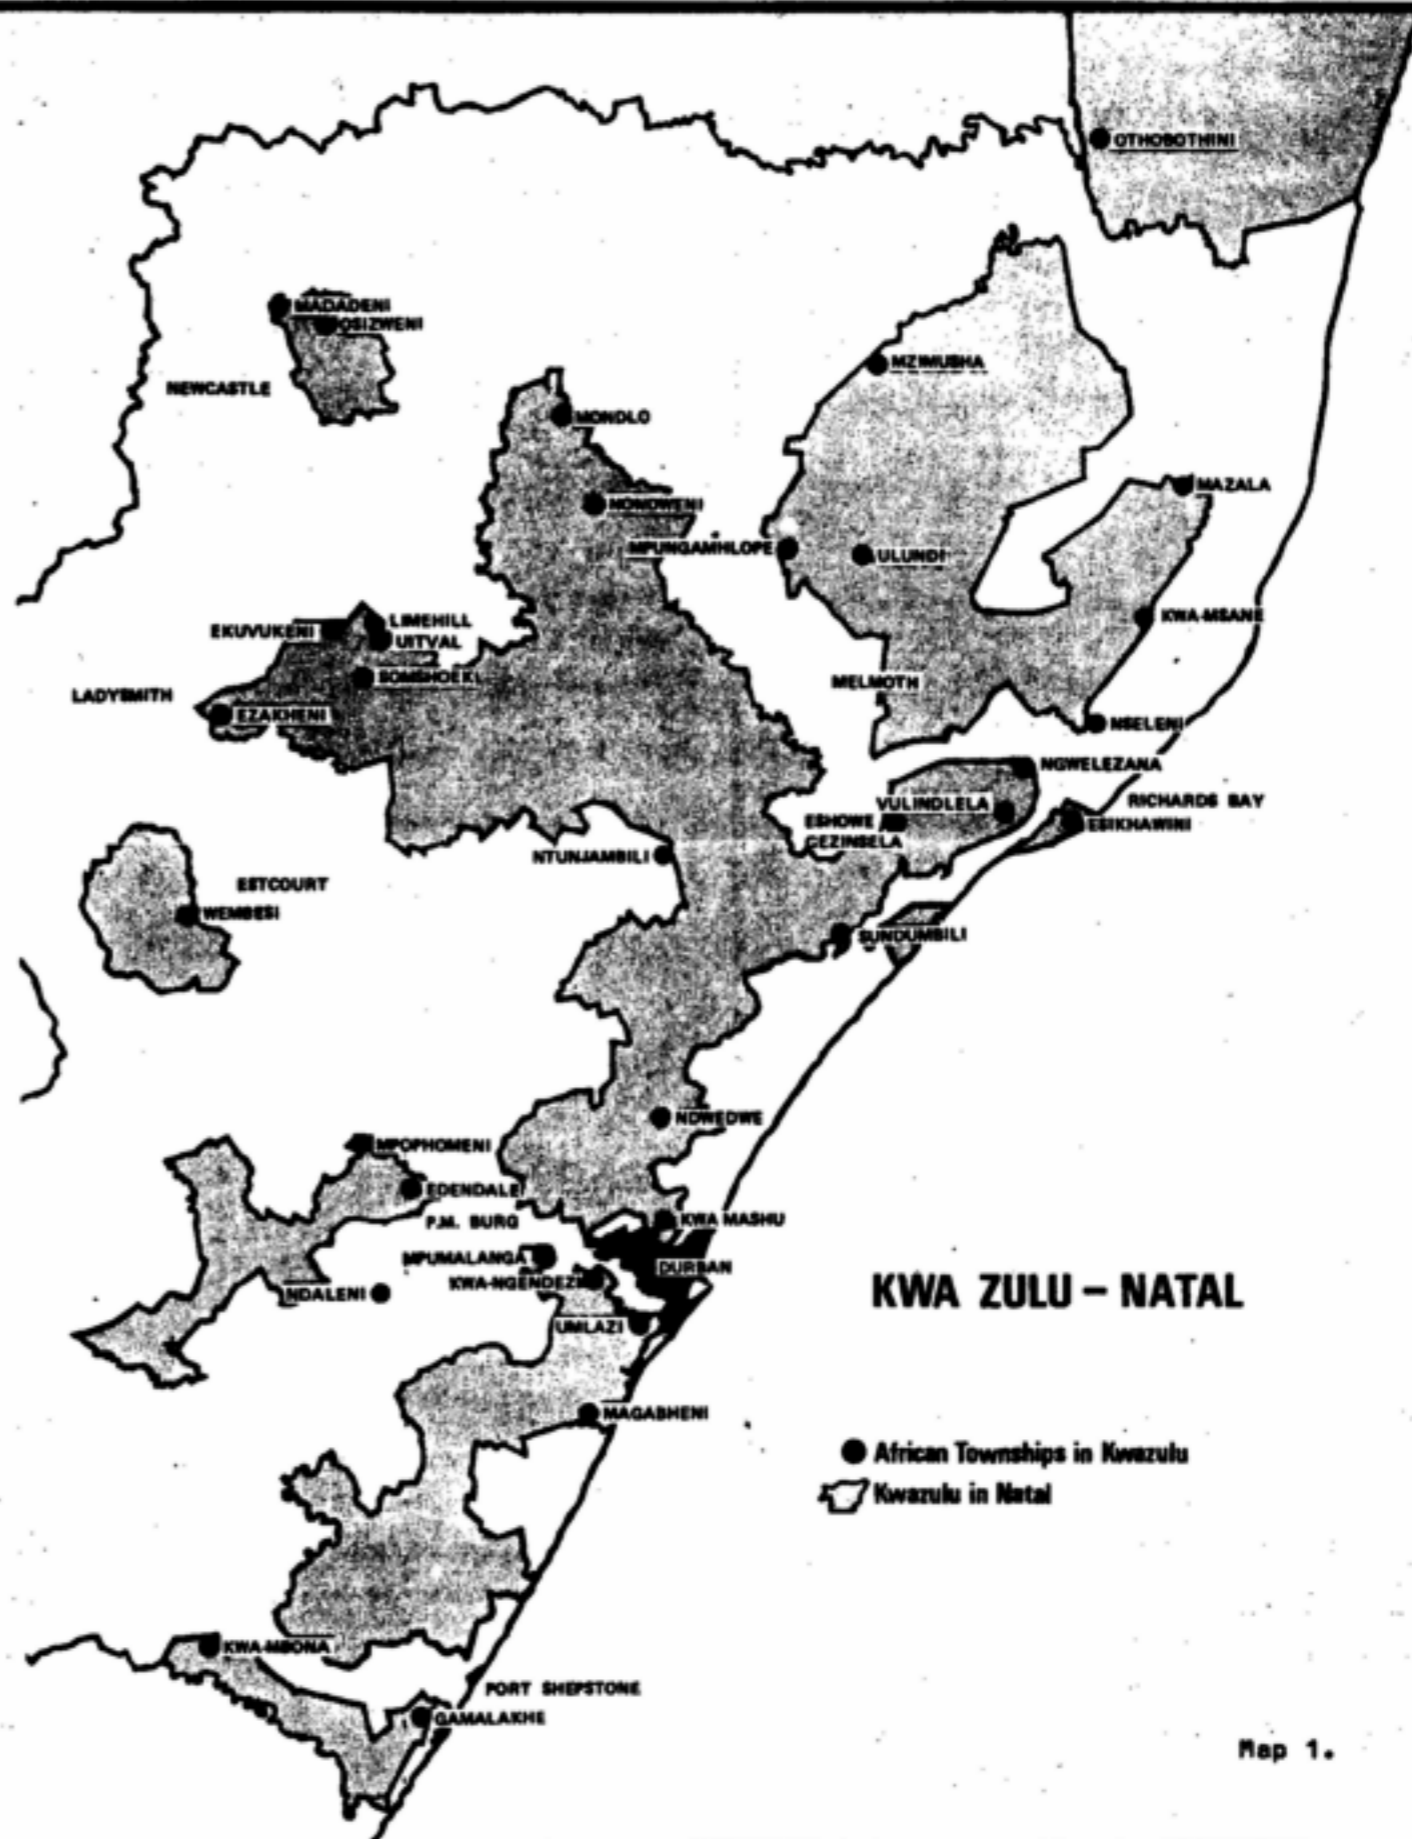 OTHOBOTHINI
MADADENI
OSIZWENI
NEWCASTLE
MZIMUSHA
MONDLO
MAZALA
NONDWENI
MPUNGAMHLOPE
ULUNDI
LIMEHILL
EKUVUKENI
UITVAL
KWA-MSANE
BOMSHOEK
LADYSMITH
MELMOTH
EZAKHENI
NSELENI
NGWELEZANA
RICHARDS BAY
VULINDLELA
ESHOWE
ESIKHAWINI
GEZINSELA
NTUNJAMBILI
ESTCOURT
WEMBESI
SUNDUMBILI
NDWEDWE
MPOPHOMENI
EDENDALE
P.M. BURG
KWA MASHU
MPUMALANGA
DURBAN
KWA-NGENDEZI
NDALENI
KWA ZULU – NATAL
UMLAZI
MAGABHENI
African Townships in Kwazulu
Kwazulu in Natal
KWA-MBONA
PORT SHEPSTONE
GAMALAKHE
Map 1.